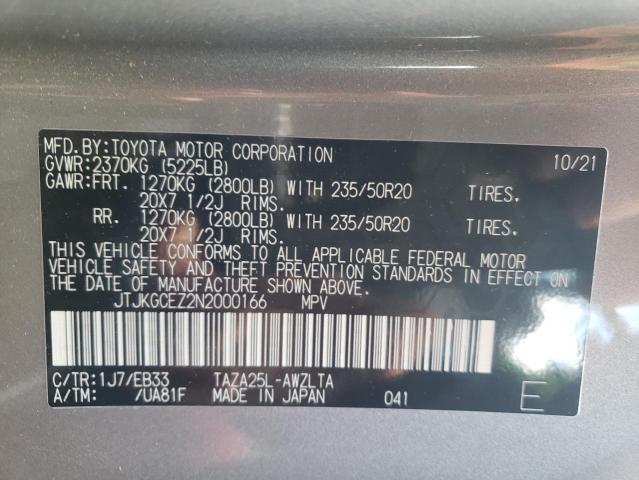 MFD.BY:TOYOTA MOTOR CORPORATION 10/21
GVWR:2370KG (5225LB)
GAWR:FRT. 1270KG (2800LB) WITH 235/50R20 TIRES.
20X7 1/2J RIMS.
RR. 1270KG (2800LB) WITH 235/50R20 TIRES.
20X7 1/2J RIMS.
THIS VEHICLE CONFORMS TO ALL APPLICABLE FEDERAL MOTOR
VEHICLE SAFETY AND THEFT PREVENTION STANDARDS IN EFFECT ON
THE DATE OF MANUFACTURE SHOWN ABOVE.
JTJKGCEZ2N2000166 MPV
C/TR:1J7/EB33 TAZA25L-AWZLTA
A/TM: /UA81F MADE IN JAPAN 041 E